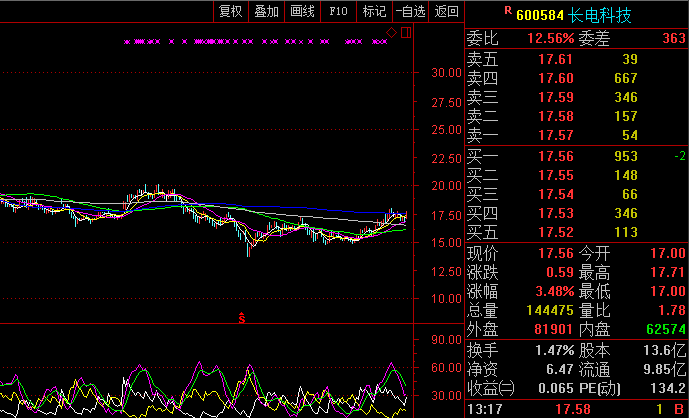 复权 叠加 画线 F10 标记 -自选 返回
R 600584 长电科技
委比 12.56% 委差 363
卖五 17.61 39
卖四 17.60 667
卖三 17.59 346
卖二 17.58 157
卖一 17.57 54
买一 17.56 953 -2
买二 17.55 148
买三 17.54 66
买四 17.53 346
买五 17.52 113
现价 17.56 今开 17.00
涨跌 0.59 最高 17.71
涨幅 3.48% 最低 17.00
总量 144475 量比 1.78
外盘 81901 内盘 62574
换手 1.47% 股本 13.6亿
净资 6.47 流通 9.85亿
收益㈡ 0.065 PE(动) 134.2
13:17 17.58 1 B
30.00
27.50
25.00
22.50
20.00
17.50
15.00
12.50
10.00
S
90.00
60.00
30.00